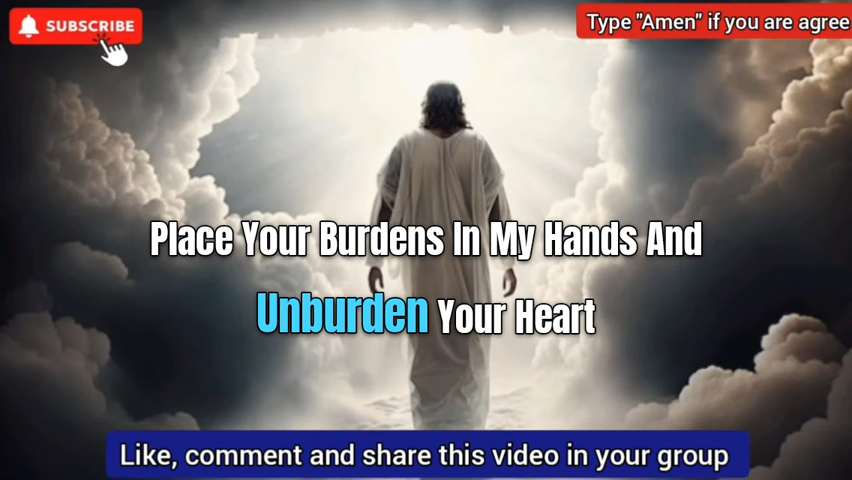 SUBSCRIBE
Type "Amen" if you are agree
Place Your Burdens In My Hands And
Unburden Your Heart
Like, comment and share this video in your group